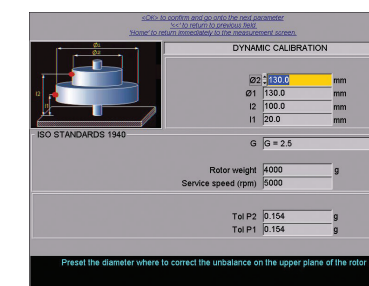 <OK> to confirm and go onto the next parameter
'<<' to return to previous field.
'Home' to return immediately to the measurement screen.
DYNAMIC CALIBRATION
Ø1
Ø2
l2
l1
Ø2 130.0 mm
Ø1 130.0 mm
l2 100.0 mm
l1 20.0 mm
ISO STANDARDS 1940
G G = 2.5
Rotor weight 4000 g
Service speed (rpm) 5000
Tol P2 0.154 g
Tol P1 0.154 g
Preset the diameter where to correct the unbalance on the upper plane of the rotor